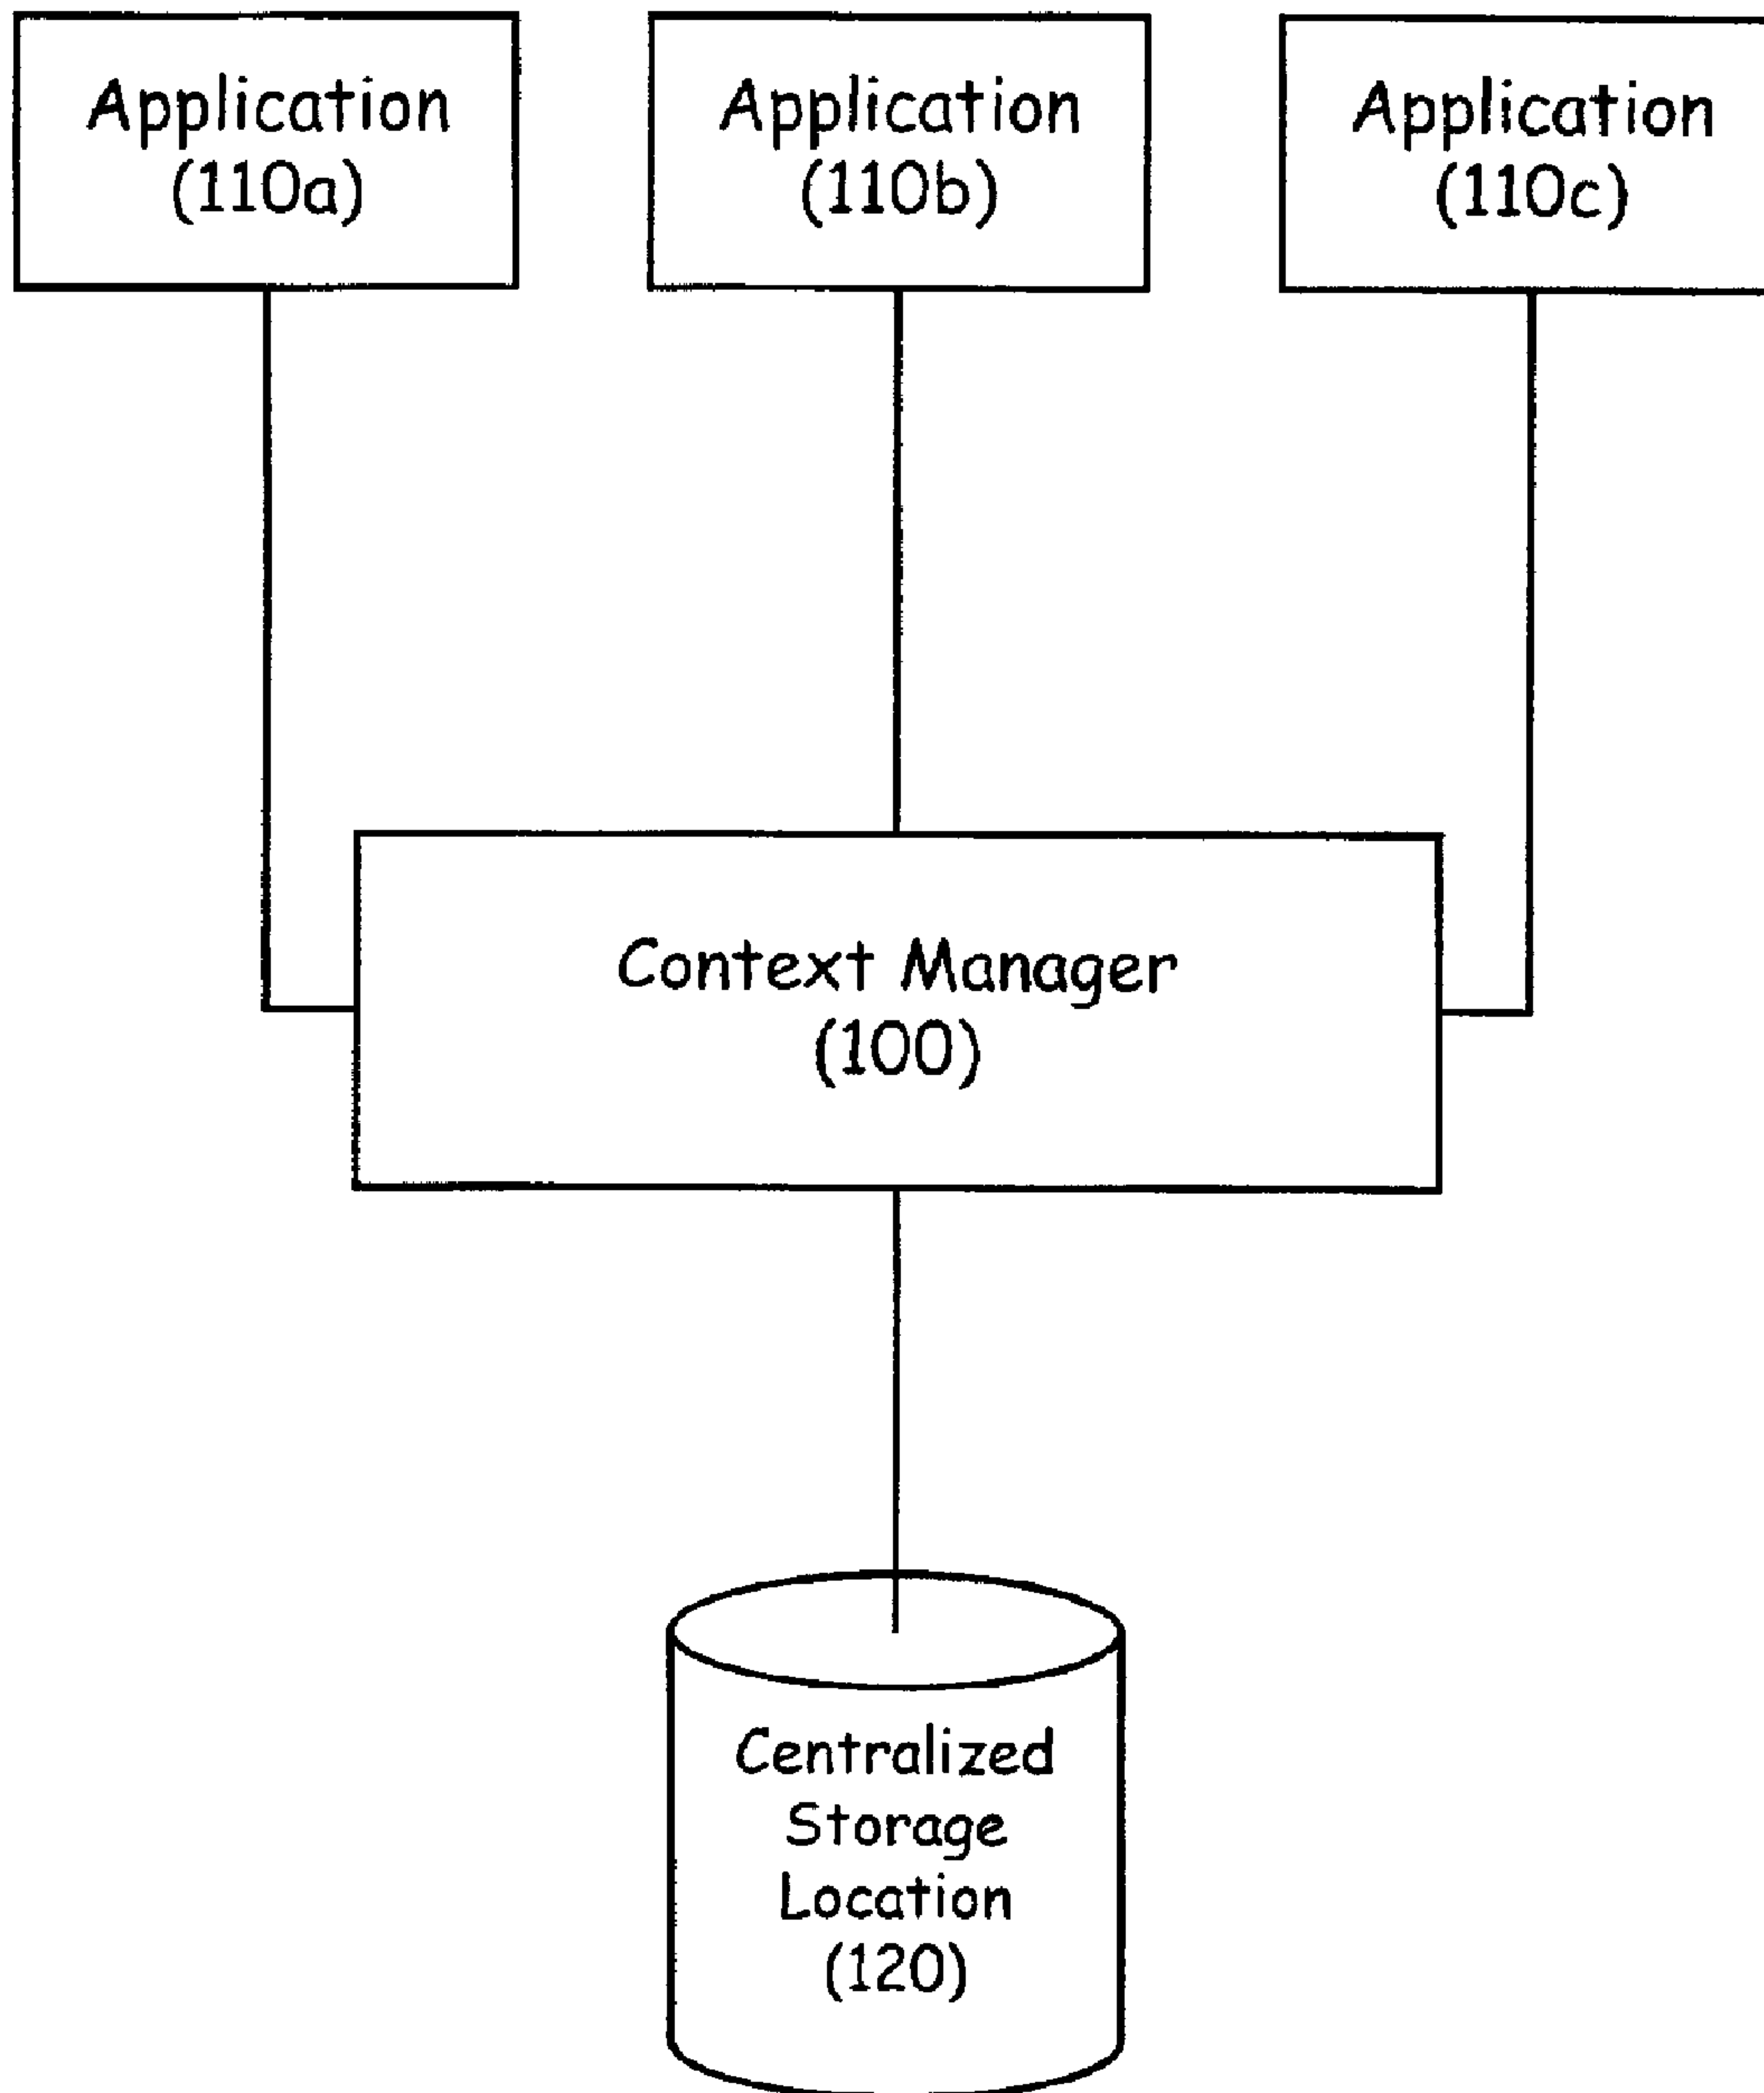 Application
(110a)
Application
(110b)
Application
(110c)
Context Manager
(100)
Centralized
Storage
Location
(120)